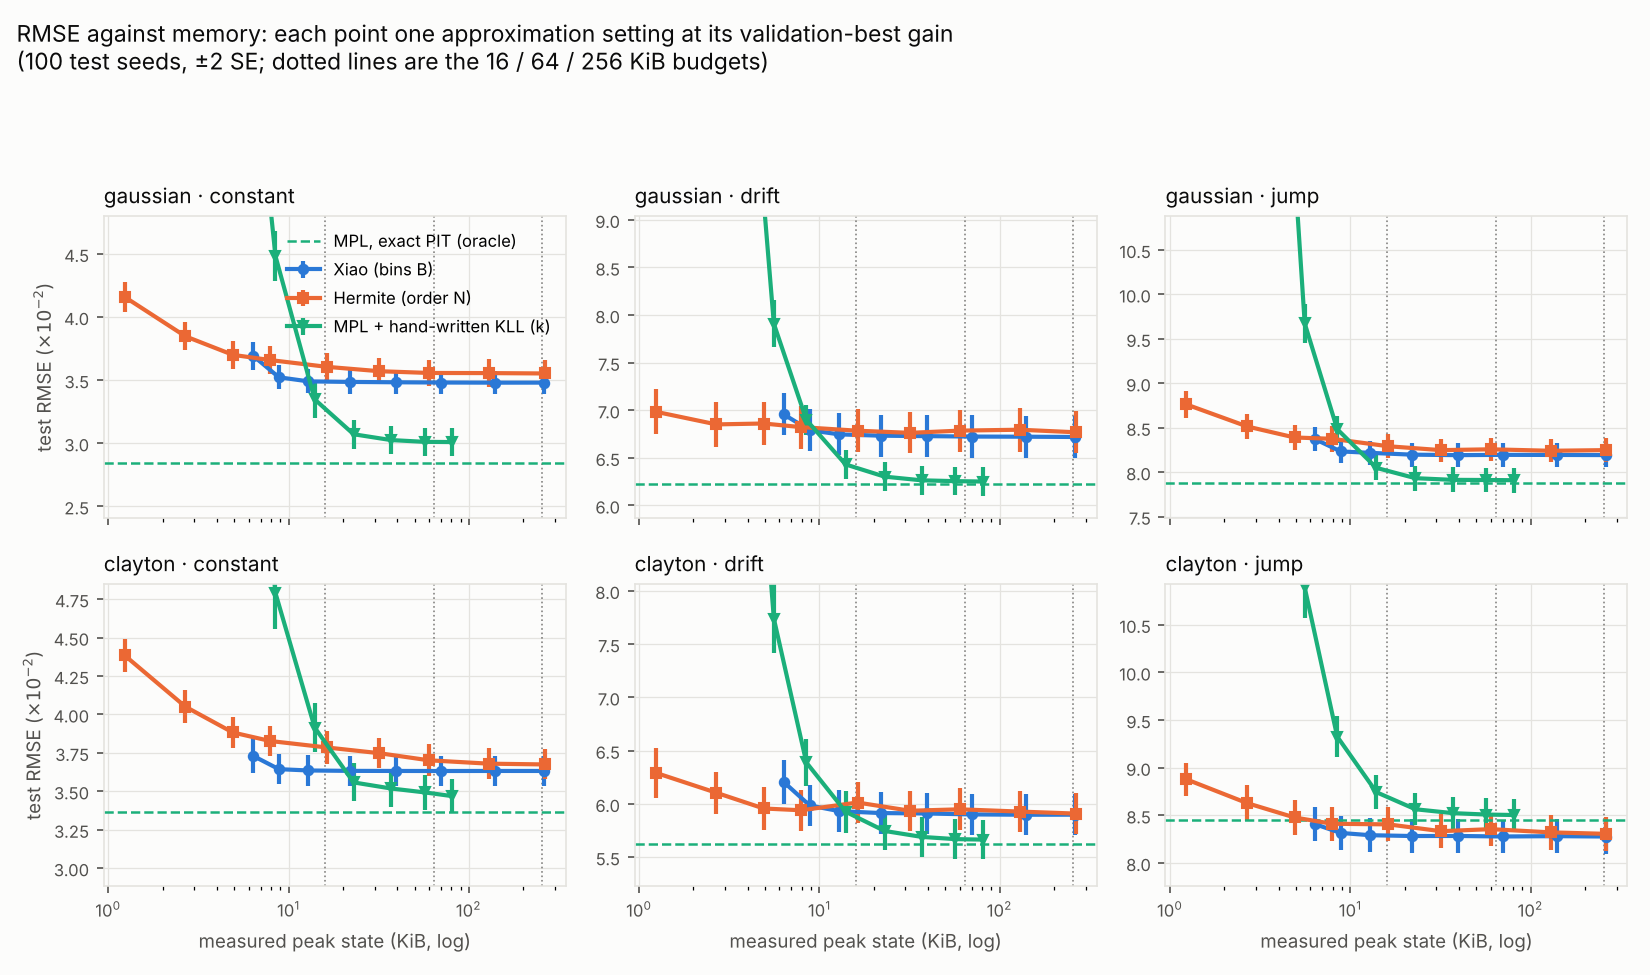 RMSE against memory: each point one approximation setting at its validation-best gain
(100 test seeds, ±2 SE; dotted lines are the 16 / 64 / 256 KiB budgets)
gaussian · constant
gaussian · drift
gaussian · jump
MPL, exact PIT (oracle)
Xiao (bins B)
Hermite (order N)
MPL + hand-written KLL (k)
test RMSE (×10⁻²)
4.5
4.0
3.5
3.0
2.5
9.0
8.5
8.0
7.5
7.0
6.5
6.0
10.5
10.0
9.5
9.0
8.5
8.0
7.5
clayton · constant
clayton · drift
clayton · jump
test RMSE (×10⁻²)
4.75
4.50
4.25
4.00
3.75
3.50
3.25
3.00
8.0
7.5
7.0
6.5
6.0
5.5
10.5
10.0
9.5
9.0
8.5
8.0
10⁰ 10¹ 10²
10⁰ 10¹ 10²
10⁰ 10¹ 10²
measured peak state (KiB, log)
measured peak state (KiB, log)
measured peak state (KiB, log)